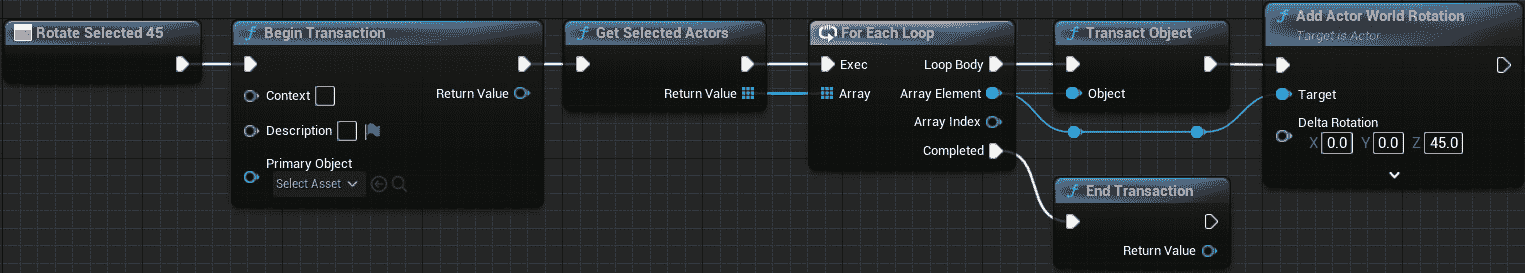 Rotate Selected 45
Begin Transaction
Context
Return Value
Description
Primary Object
Select Asset
Get Selected Actors
Return Value
For Each Loop
Exec
Loop Body
Array
Array Element
Array Index
Completed
Transact Object
Object
End Transaction
Return Value
Add Actor World Rotation
Target is Actor
Target
Delta Rotation
X 0.0 Y 0.0 Z 45.0